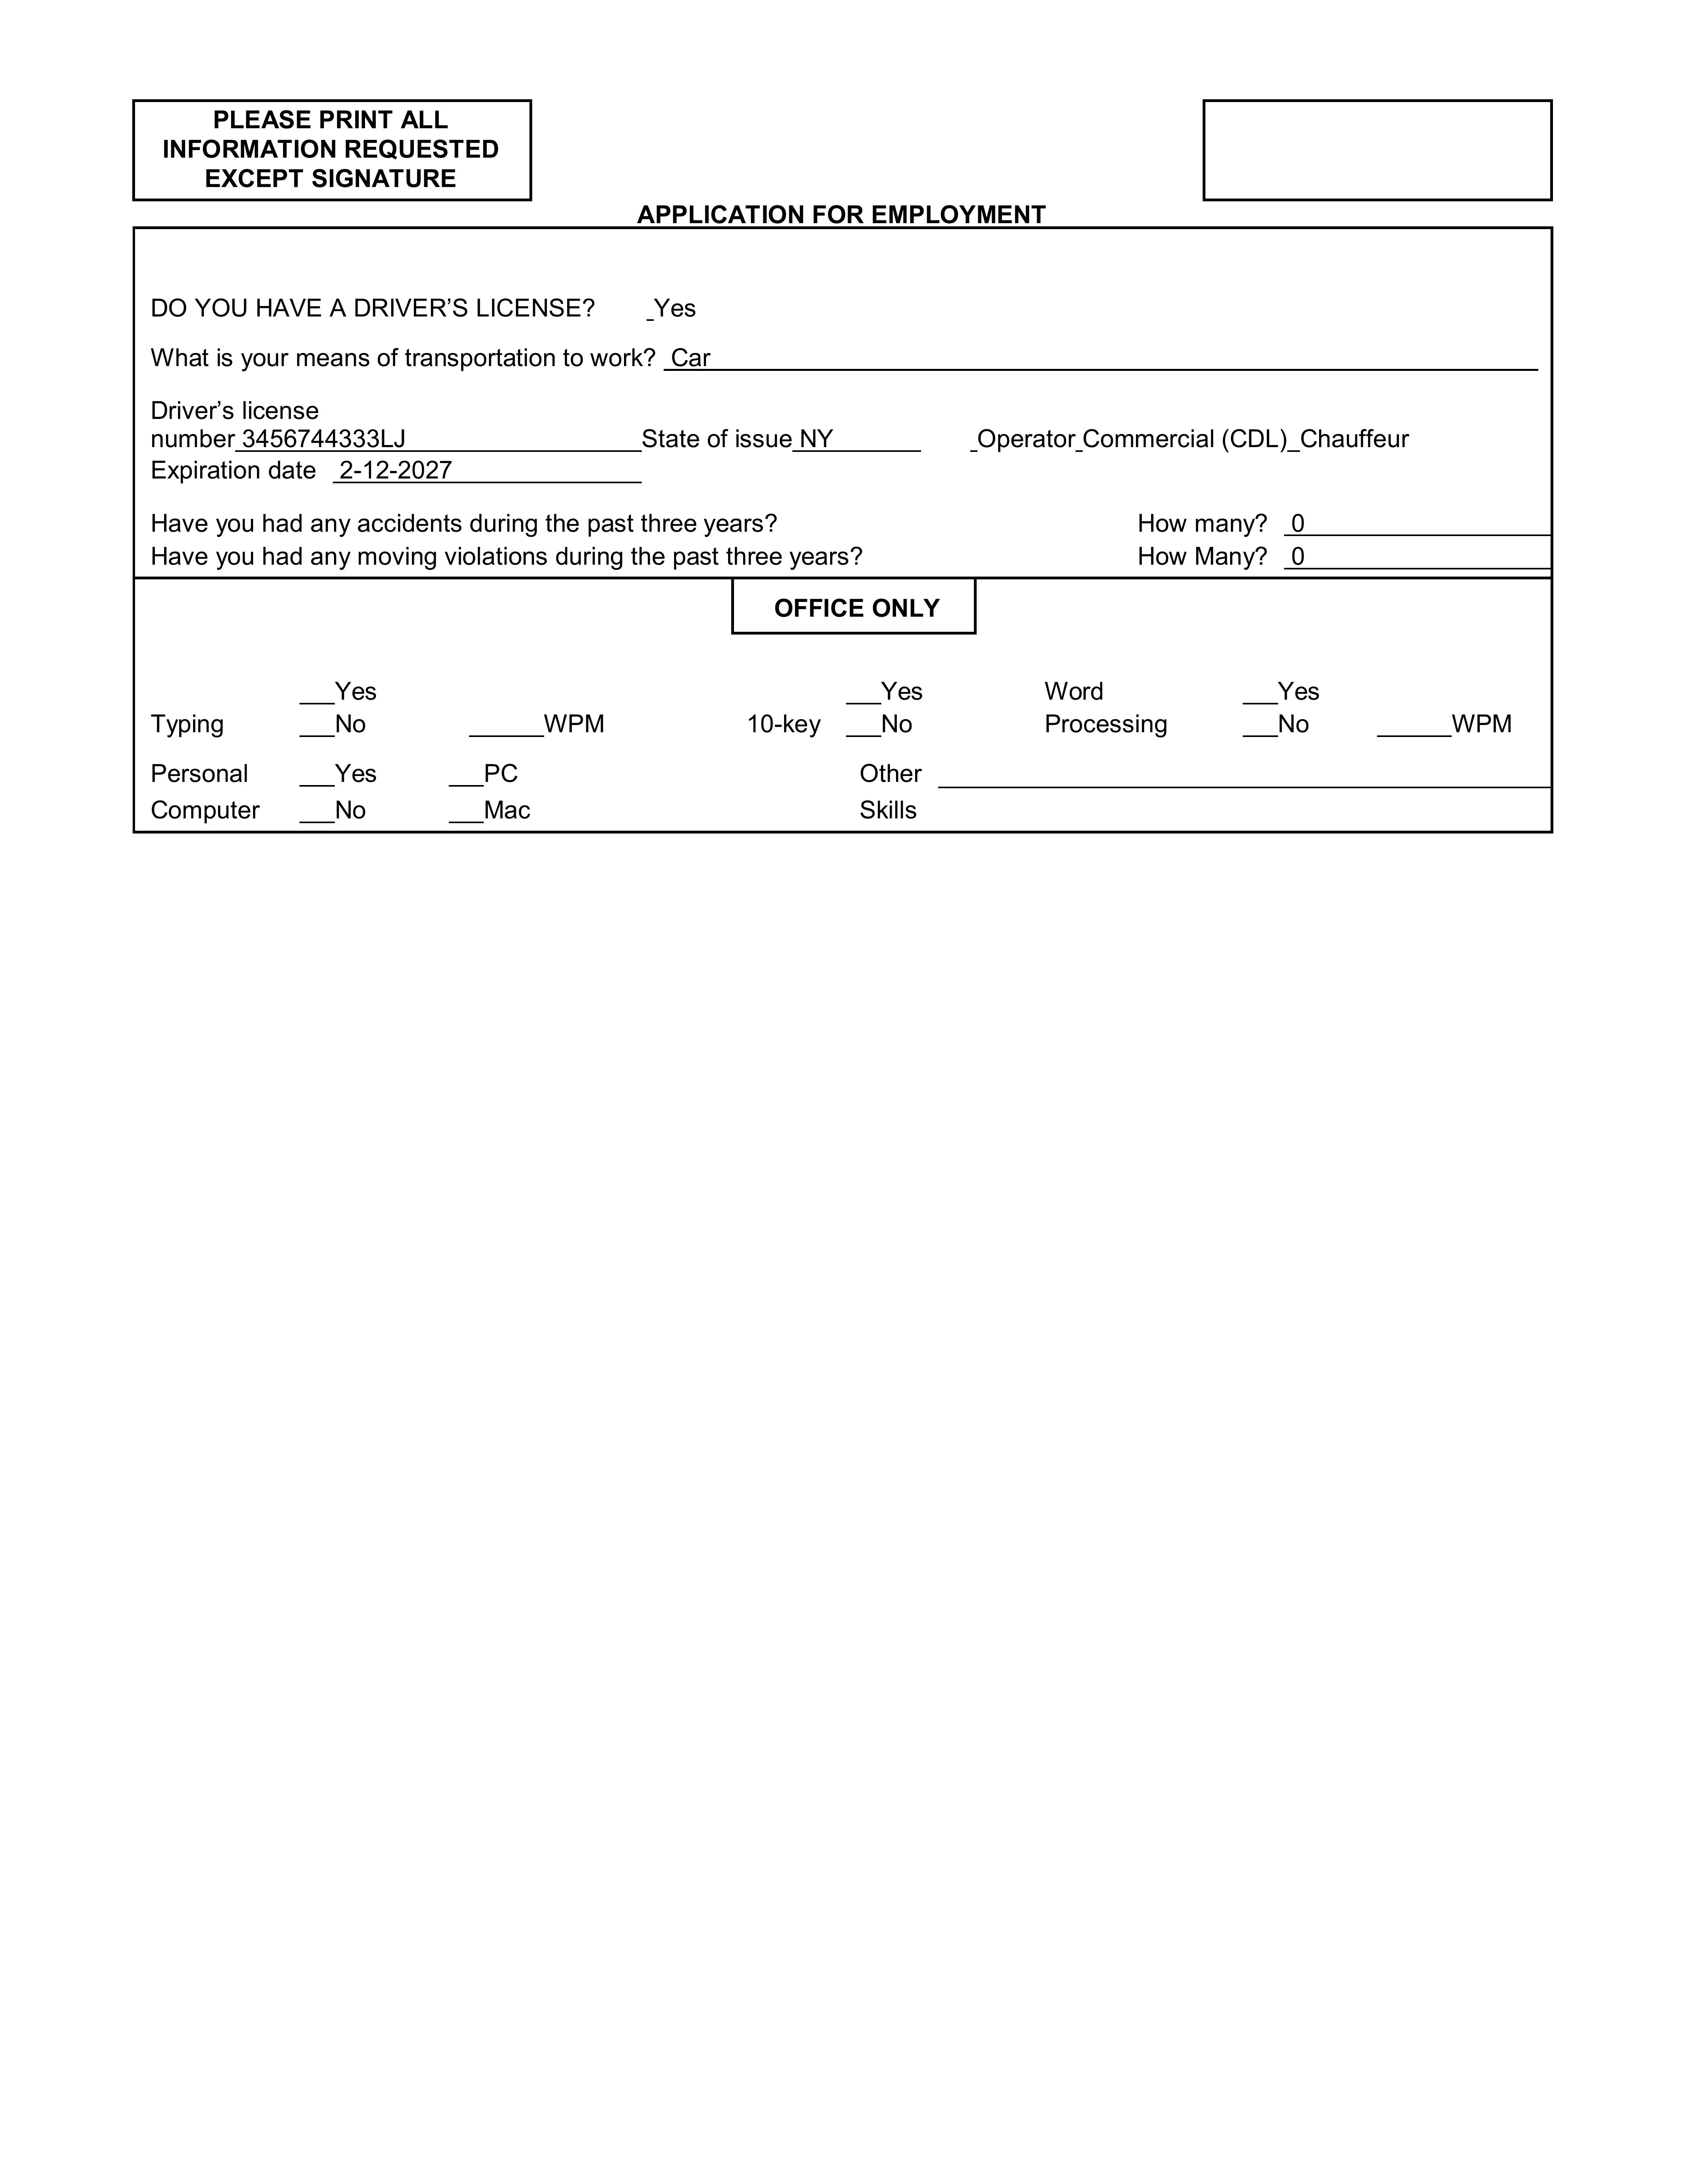 PLEASE PRINT ALL
INFORMATION REQUESTED
EXCEPT SIGNATURE
APPLICATION FOR EMPLOYMENT
DO YOU HAVE A DRIVER’S LICENSE? _Yes
What is your means of transportation to work? Car
Driver’s license
number 3456744333LJ State of issue NY _Operator_Commercial (CDL)_Chauffeur
Expiration date 2-12-2027
Have you had any accidents during the past three years? How many? 0
Have you had any moving violations during the past three years? How Many? 0
OFFICE ONLY
___Yes ___Yes Word ___Yes
Typing ___No ______WPM 10-key ___No Processing ___No ______WPM
Personal ___Yes ___PC Other
Computer ___No ___Mac Skills